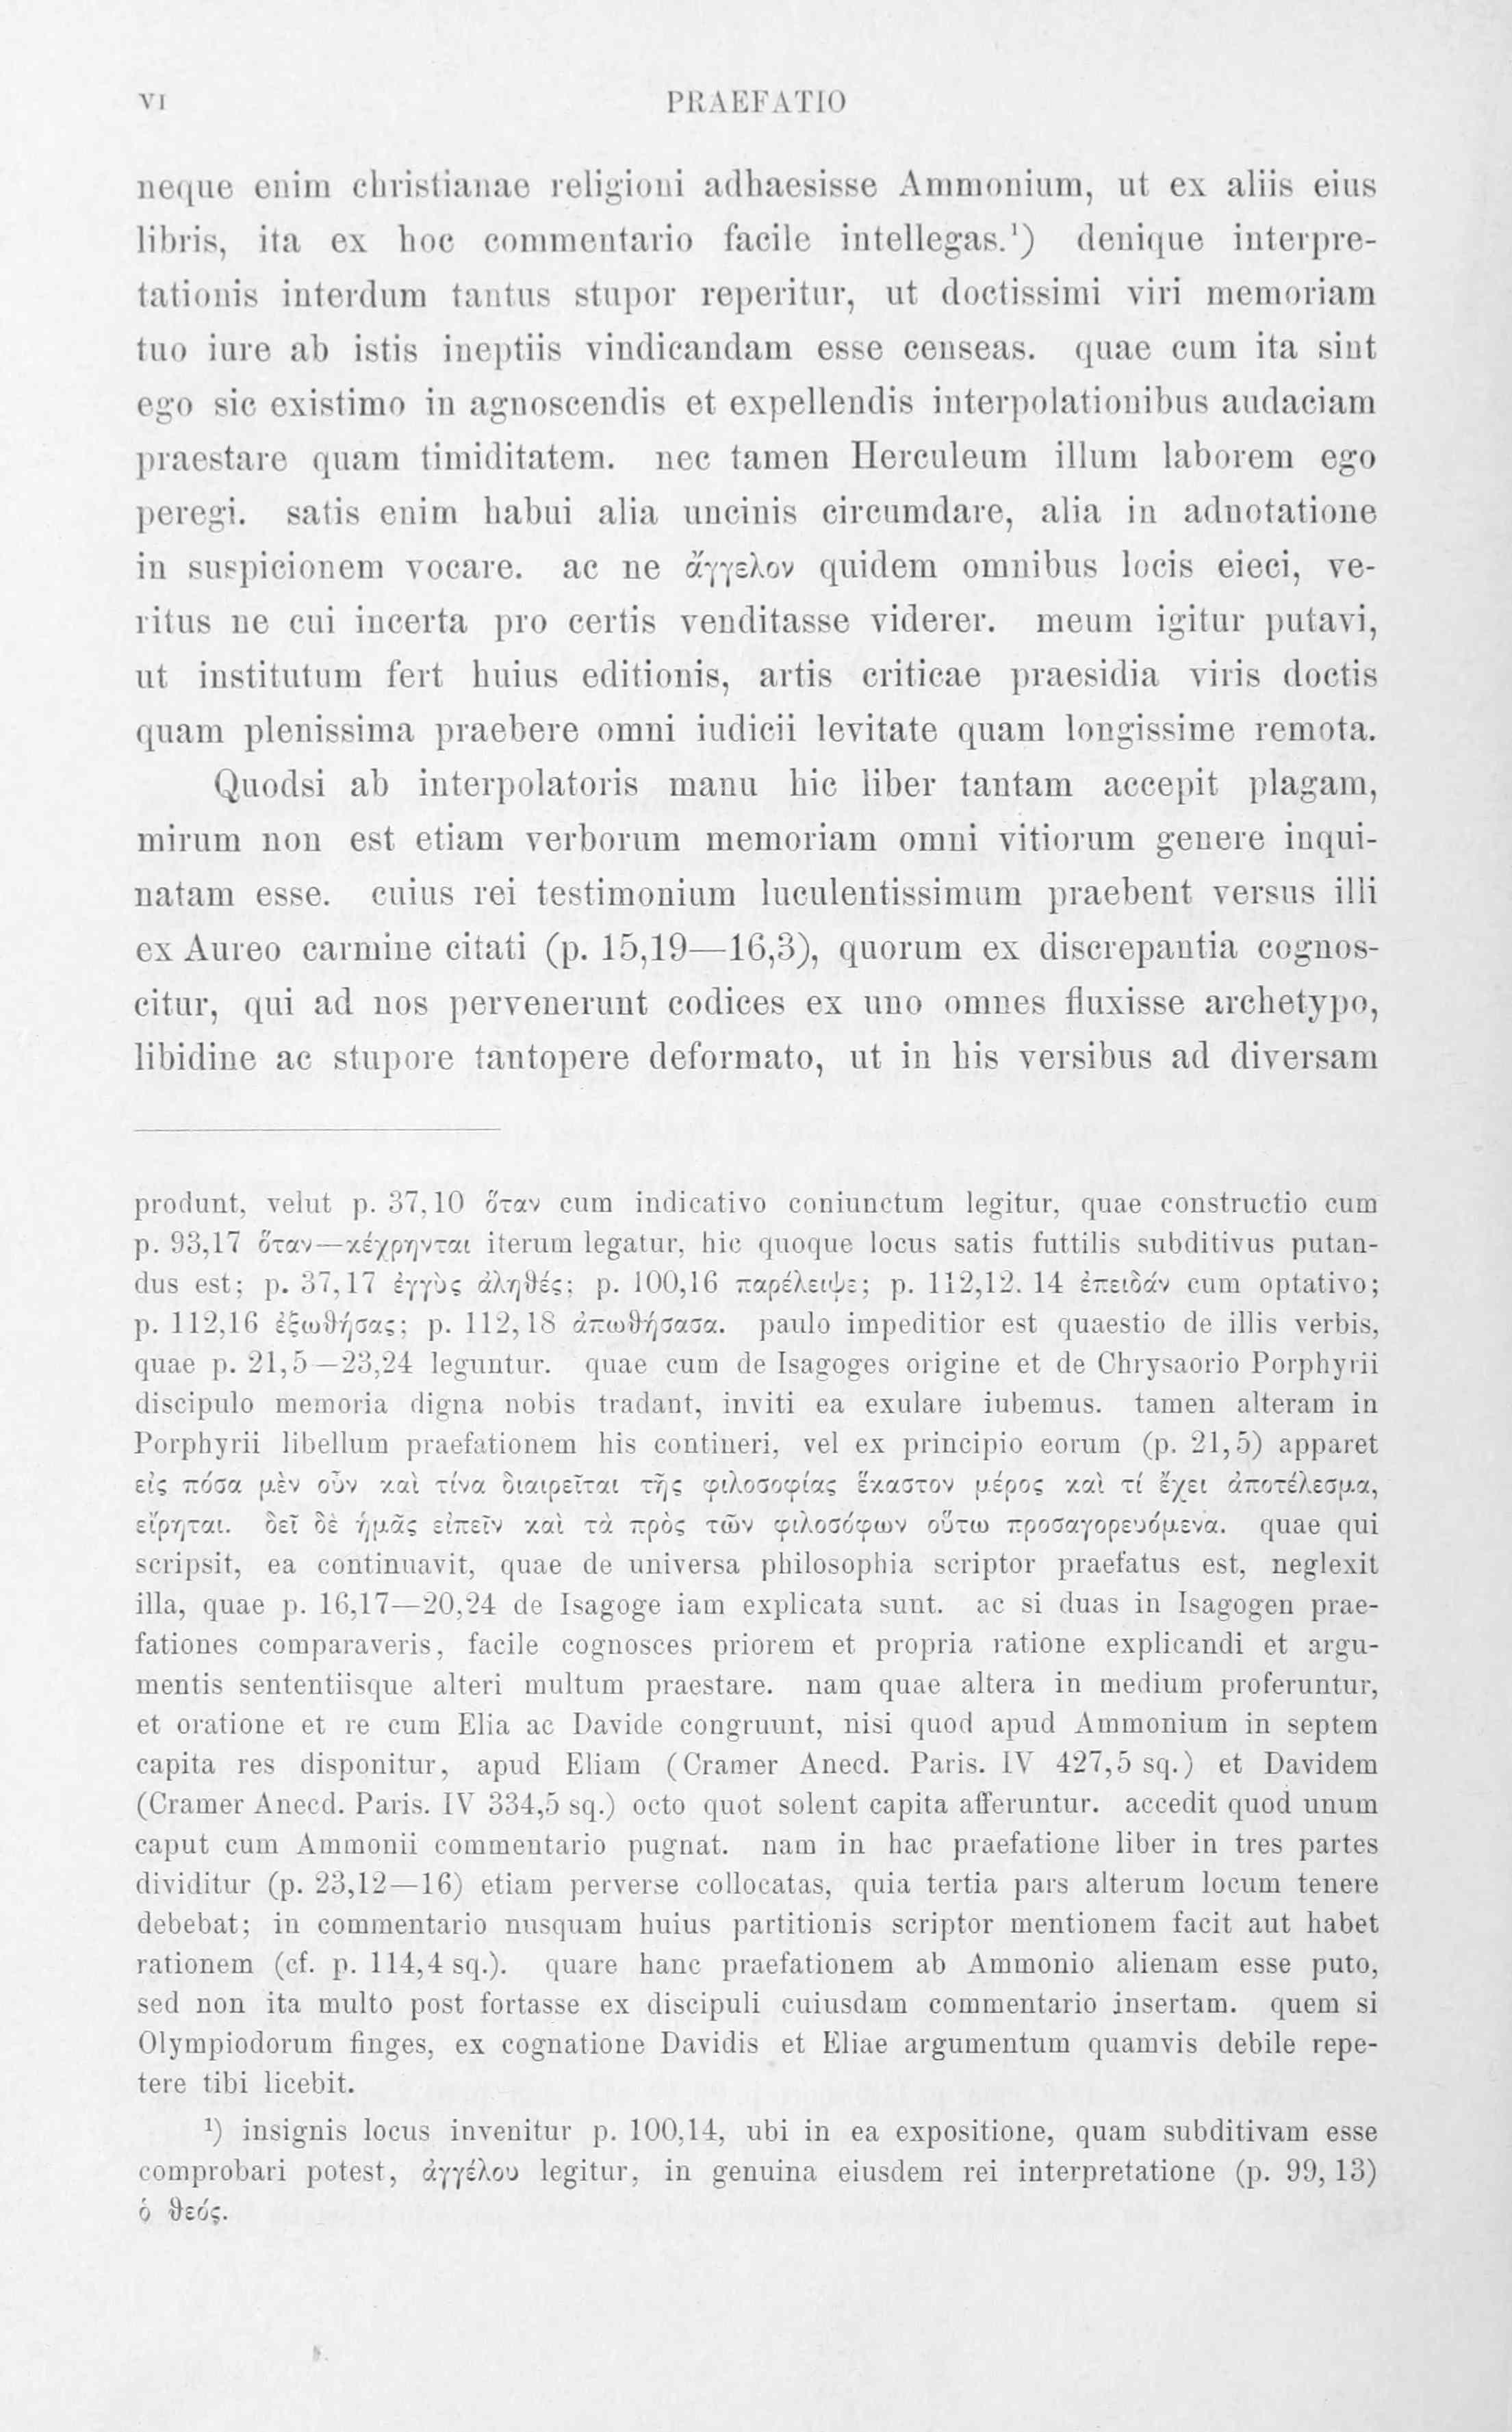 VI PRAEFATIO
neque enim christianae religioni adhaesisse Ammonium, ut ex aliis eius
libris, ita ex hoc commentario facile intellegas.¹) denique interpre-
tationis interdum tantus stupor reperitur, ut doctissimi viri memoriam
tuo iure ab istis ineptiis vindicandam esse censeas. quae cum ita sint
ego sic existimo in agnoscendis et expellendis interpolationibus audaciam
praestare quam timiditatem. nec tamen Herculeum illum laborem ego
peregi. satis enim habui alia uncinis circumdare, alia in adnotatione
in suspicionem vocare. ac ne ἄγγελον quidem omnibus locis eieci, ve-
ritus ne cui incerta pro certis venditasse viderer. meum igitur putavi,
ut institutum fert huius editionis, artis criticae praesidia viris doctis
quam plenissima praebere omni iudicii levitate quam longissime remota.
Quodsi ab interpolatoris manu hic liber tantam accepit plagam,
mirum non est etiam verborum memoriam omni vitiorum genere inqui-
natam esse. cuius rei testimonium luculentissimum praebent versus illi
ex Aureo carmine citati (p. 15,19—16,3), quorum ex discrepantia cognos-
citur, qui ad nos pervenerunt codices ex uno omnes fluxisse archetypo,
libidine ac stupore tantopere deformato, ut in his versibus ad diversam
produnt, velut p. 37,10 ὅταν cum indicativo coniunctum legitur, quae constructio cum
p. 93,17 ὅταν—κέχρηνται iterum legatur, hic quoque locus satis futtilis subditivus putan-
dus est; p. 37,17 ἐγγὺς ἀληθές; p. 100,16 παρέλειψε; p. 112,12. 14 ἐπειδάν cum optativo;
p. 112,16 ἐξωθήσας; p. 112,18 ἀπωθήσασα. paulo impeditior est quaestio de illis verbis,
quae p. 21,5—23,24 leguntur. quae cum de Isagoges origine et de Chrysaorio Porphyrii
discipulo memoria digna nobis tradant, inviti ea exulare iubemus. tamen alteram in
Porphyrii libellum praefationem his contineri, vel ex principio eorum (p. 21,5) apparet
εἰς πόσα μὲν οὖν καὶ τίνα διαιρεῖται τῆς φιλοσοφίας ἕκαστον μέρος καὶ τί ἔχει ἀποτέλεσμα,
εἴρηται. δεῖ δὲ ἡμᾶς εἰπεῖν καὶ τὰ πρὸς τῶν φιλοσόφων οὕτω προσαγορευόμενα. quae qui
scripsit, ea continuavit, quae de universa philosophia scriptor praefatus est, neglexit
illa, quae p. 16,17—20,24 de Isagoge iam explicata sunt. ac si duas in Isagogen prae-
fationes comparaveris, facile cognosces priorem et propria ratione explicandi et argu-
mentis sententiisque alteri multum praestare. nam quae altera in medium proferuntur,
et oratione et re cum Elia ac Davide congruunt, nisi quod apud Ammonium in septem
capita res disponitur, apud Eliam (Cramer Anecd. Paris. IV 427,5 sq.) et Davidem
(Cramer Anecd. Paris. IV 334,5 sq.) octo quot solent capita afferuntur. accedit quod unum
caput cum Ammonii commentario pugnat. nam in hac praefatione liber in tres partes
dividitur (p. 23,12—16) etiam perverse collocatas, quia tertia pars alterum locum tenere
debebat; in commentario nusquam huius partitionis scriptor mentionem facit aut habet
rationem (cf. p. 114,4 sq.). quare hanc praefationem ab Ammonio alienam esse puto,
sed non ita multo post fortasse ex discipuli cuiusdam commentario insertam. quem si
Olympiodorum finges, ex cognatione Davidis et Eliae argumentum quamvis debile repe-
tere tibi licebit.
¹) insignis locus invenitur p. 100,14, ubi in ea expositione, quam subditivam esse
comprobari potest, ἀγγέλου legitur, in genuina eiusdem rei interpretatione (p. 99, 13)
ὁ θεός.